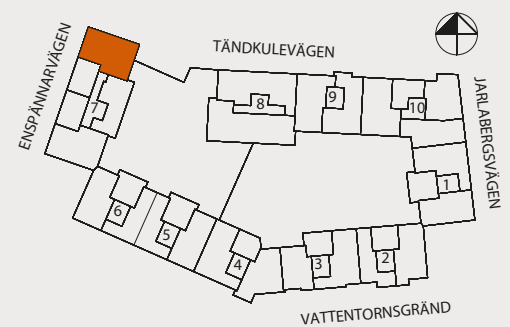 TÄNDKULEVÄGEN
ENSPÄNNARVÄGEN
JARLABERGSVÄGEN
9
8
10
7
1
6
5
4
3
2
VATTENTORNSGRÄND